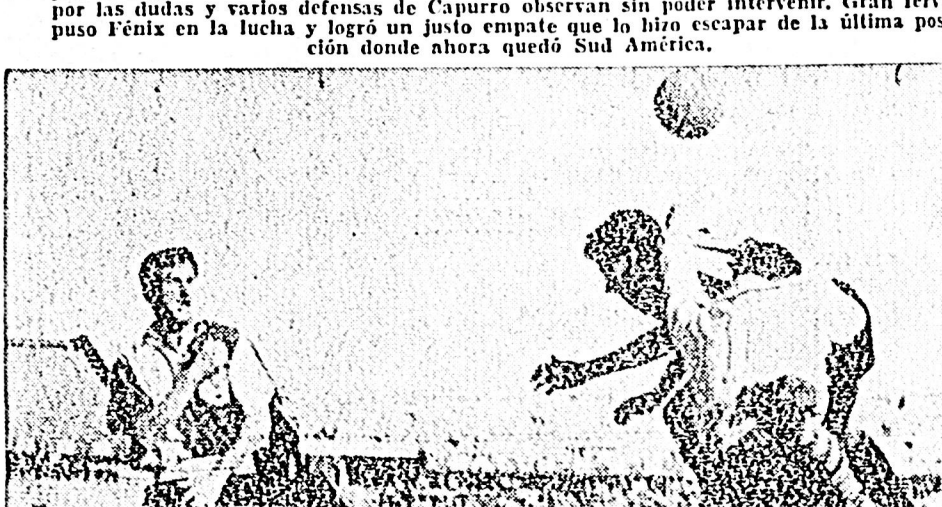 por las dudas y varios defensas de Capurro observan sin poder intervenir. Gran
puso Fénix en la lucha y logró un justo empate que lo hizo escapar de la última
ción donde ahora quedó Sud América.